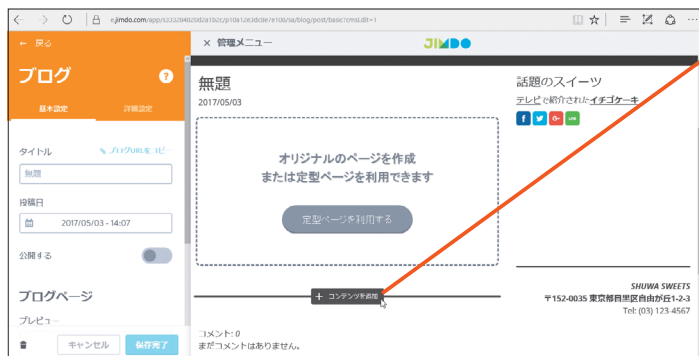 e.jimdo.com/app/s
← 戻る
× 管理メニュー
JIMDO
ブログ
?
基本設定
詳細設定
タイトル
ブログURLをコピー
無題
投稿日
2017/05/03 - 14:07
公開する
ブログページ
プレビュー
キャンセル
保存完了
無題
2017/05/03
オリジナルのページを作成
または定型ページを利用できます
定型ページを利用する
+ コンテンツを追加
コメント: 0
まだコメントはありません。
話題のスイーツ
テレビで紹介されたイチゴケーキ
f
G+
LINE
SHUWA SWEETS
〒152-0035 東京都目黒区自由が丘1-2-3
Tel: (03) 123-4567